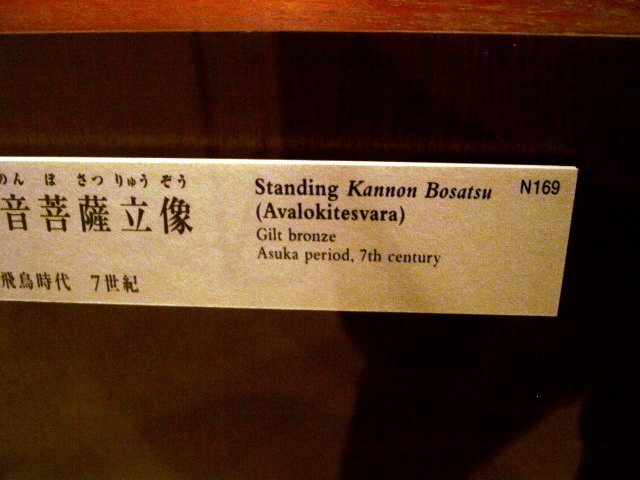 のん ぼ さつ りゅう ぞう
音菩薩立像
飛鳥時代 7世紀
Standing Kannon Bosatsu
(Avalokitesvara)
Gilt bronze
Asuka period, 7th century
N169